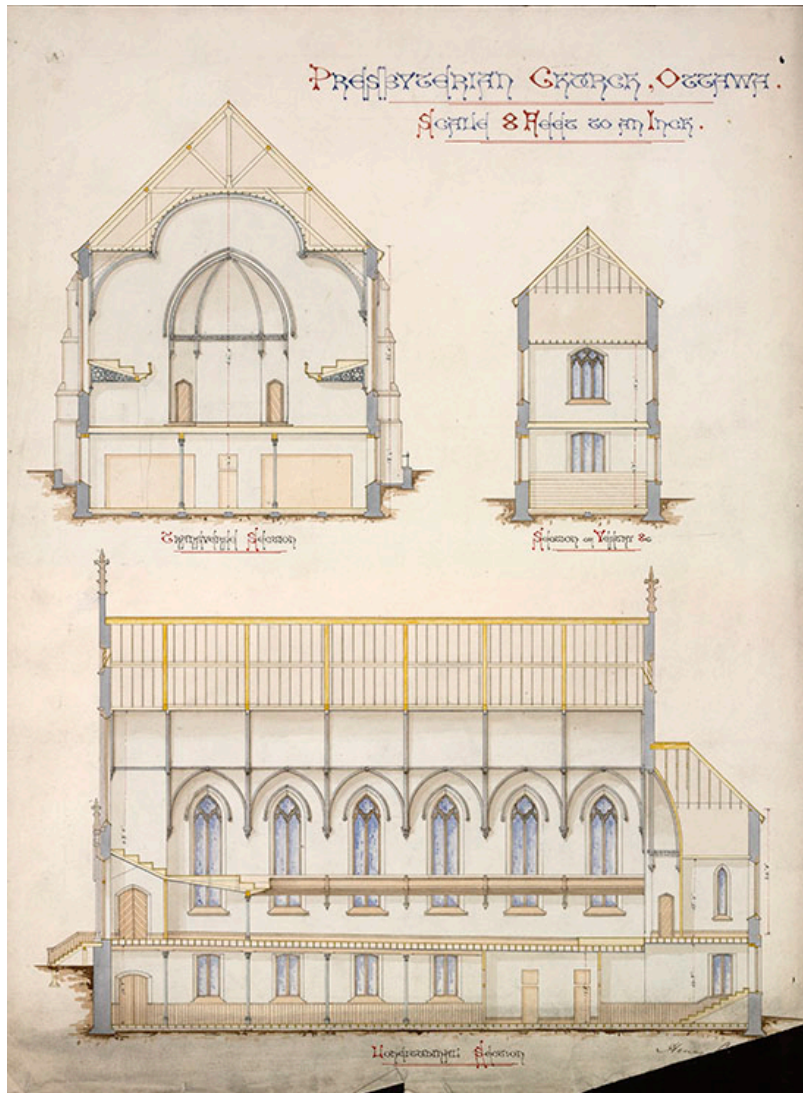 Presbyterian Church, Ottawa.
Scale 8 Feet to an Inch.
Transverse Section
Section of Vestry &c
Longitudinal Section